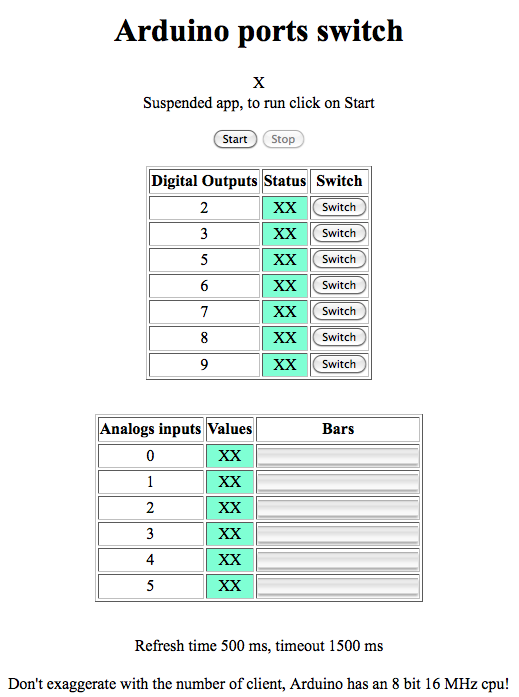 Arduino ports switch
X
Suspended app, to run click on Start
Start Stop
Digital Outputs Status Switch
2 XX Switch
3 XX Switch
5 XX Switch
6 XX Switch
7 XX Switch
8 XX Switch
9 XX Switch
Analogs inputs Values Bars
0 XX
1 XX
2 XX
3 XX
4 XX
5 XX
Refresh time 500 ms, timeout 1500 ms
Don't exaggerate with the number of client, Arduino has an 8 bit 16 MHz cpu!